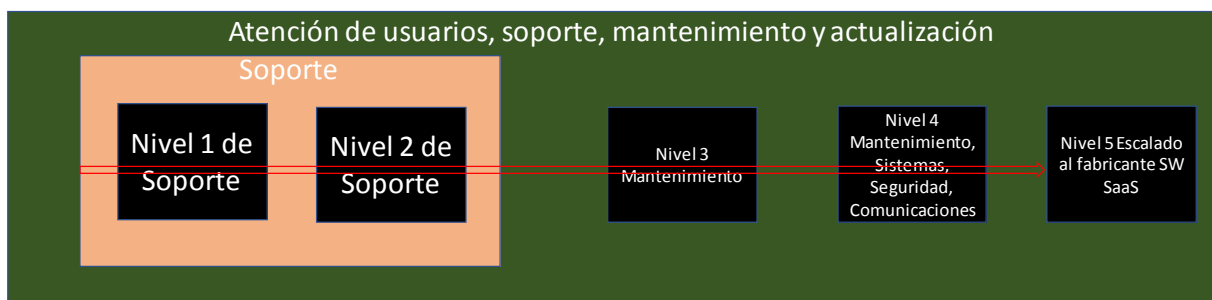 Atención de usuarios, soporte, mantenimiento y actualización
Soporte
Nivel 1 de
Soporte
Nivel 2 de
Soporte
Nivel 3
Mantenimiento
Nivel 4
Mantenimiento,
Sistemas,
Seguridad,
Comunicaciones
Nivel 5 Escalado
al fabricante SW
SaaS